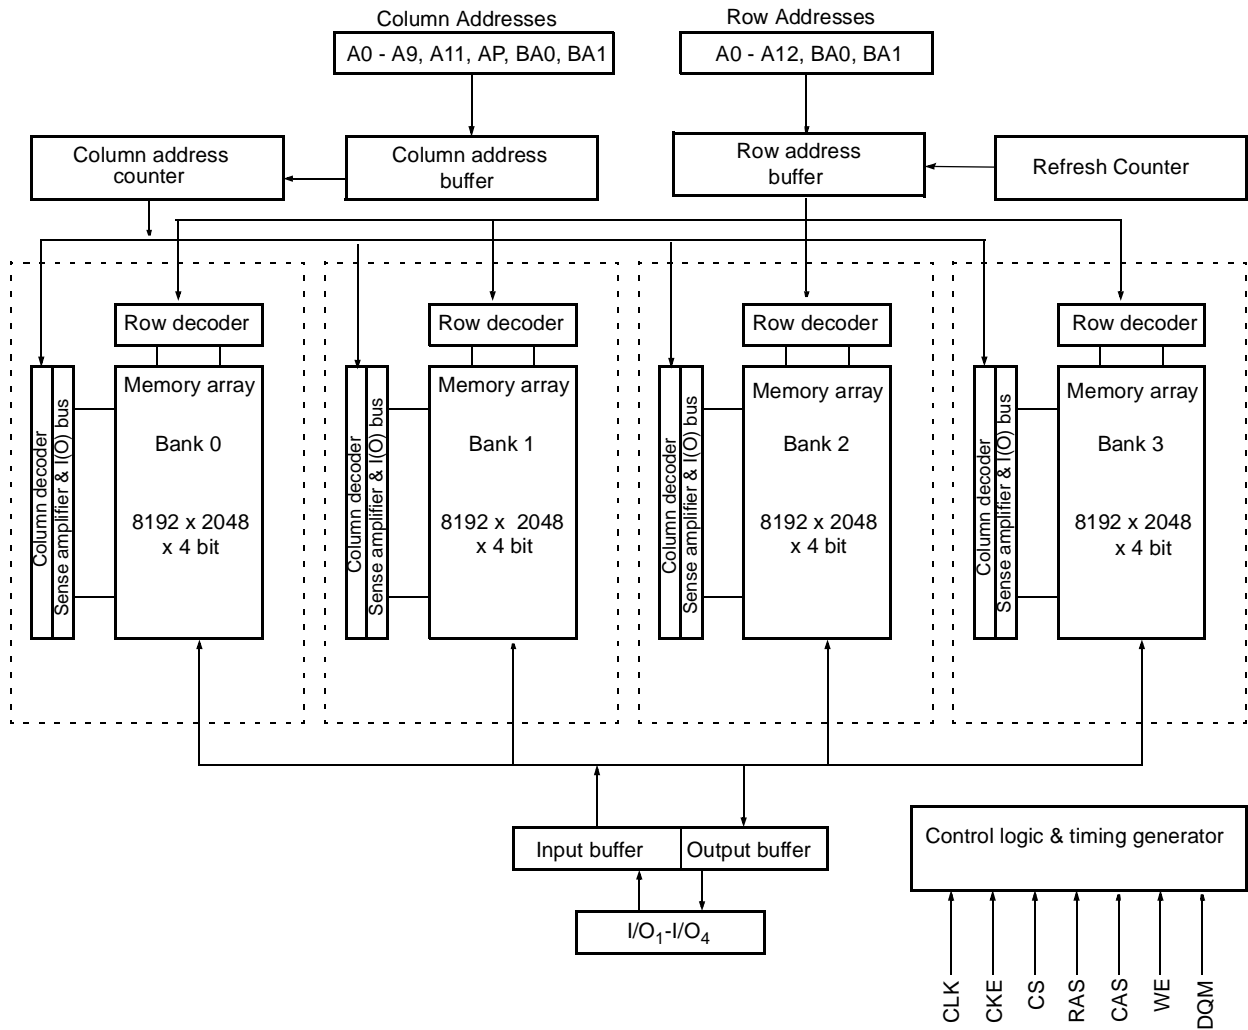 Column Addresses
Row Addresses
A0 - A9, A11, AP, BA0, BA1
A0 - A12, BA0, BA1
Column address
counter
Column address
buffer
Row address
buffer
Refresh Counter
Row decoder
Row decoder
Row decoder
Row decoder
Column decoder
Sense amplifier & I(O) bus
Memory array
Bank 0
8192 x 2048
x 4 bit
Column decoder
Sense amplifier & I(O) bus
Memory array
Bank 1
8192 x 2048
x 4 bit
Column decoder
Sense amplifier & I(O) bus
Memory array
Bank 2
8192 x 2048
x 4 bit
Column decoder
Sense amplifier & I(O) bus
Memory array
Bank 3
8192 x 2048
x 4 bit
Input buffer
Output buffer
I/O1-I/O4
Control logic & timing generator
CLK
CKE
CS
RAS
CAS
WE
DQM